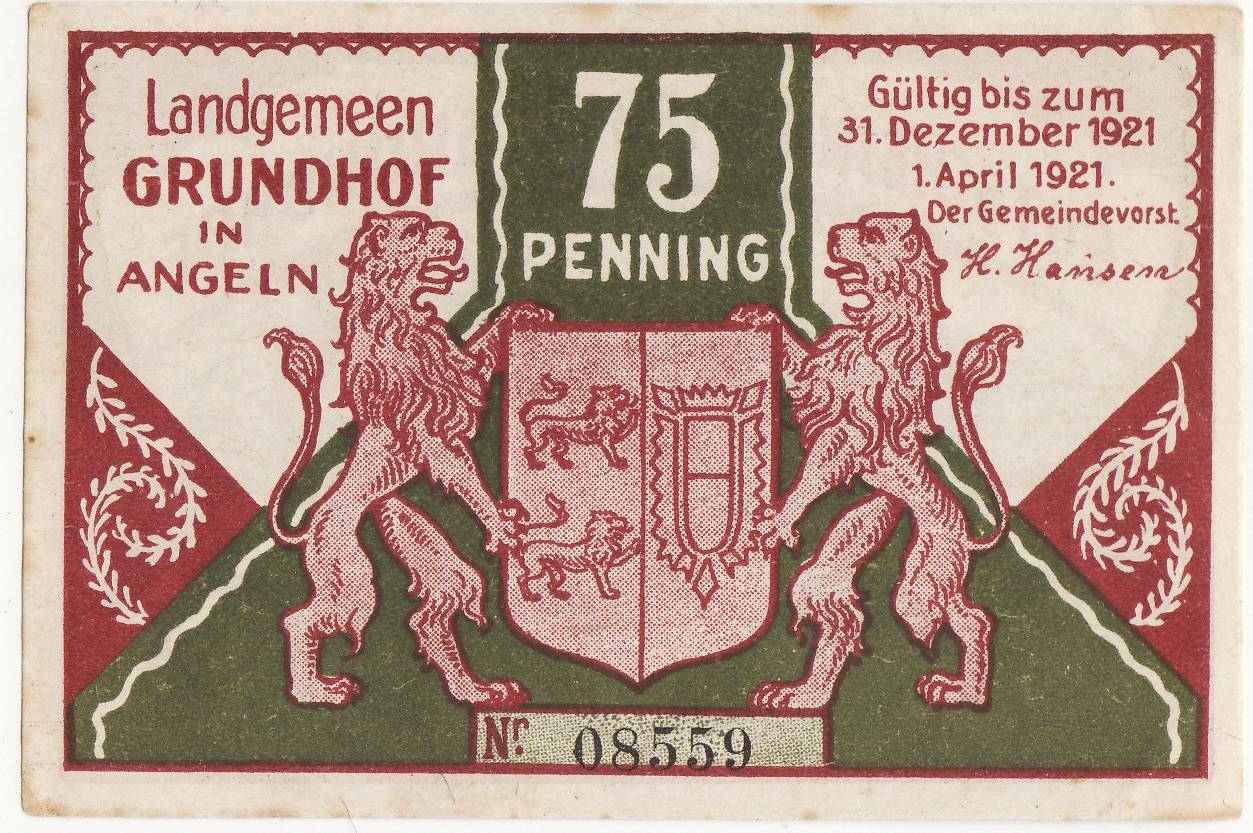 Landgemeen
GRUNDHOF
IN
ANGELN
75
PENNING
Gültig bis zum
31. Dezember 1921
1. April 1921.
Der Gemeindevorst.
H. Hansen
Nr. 08559